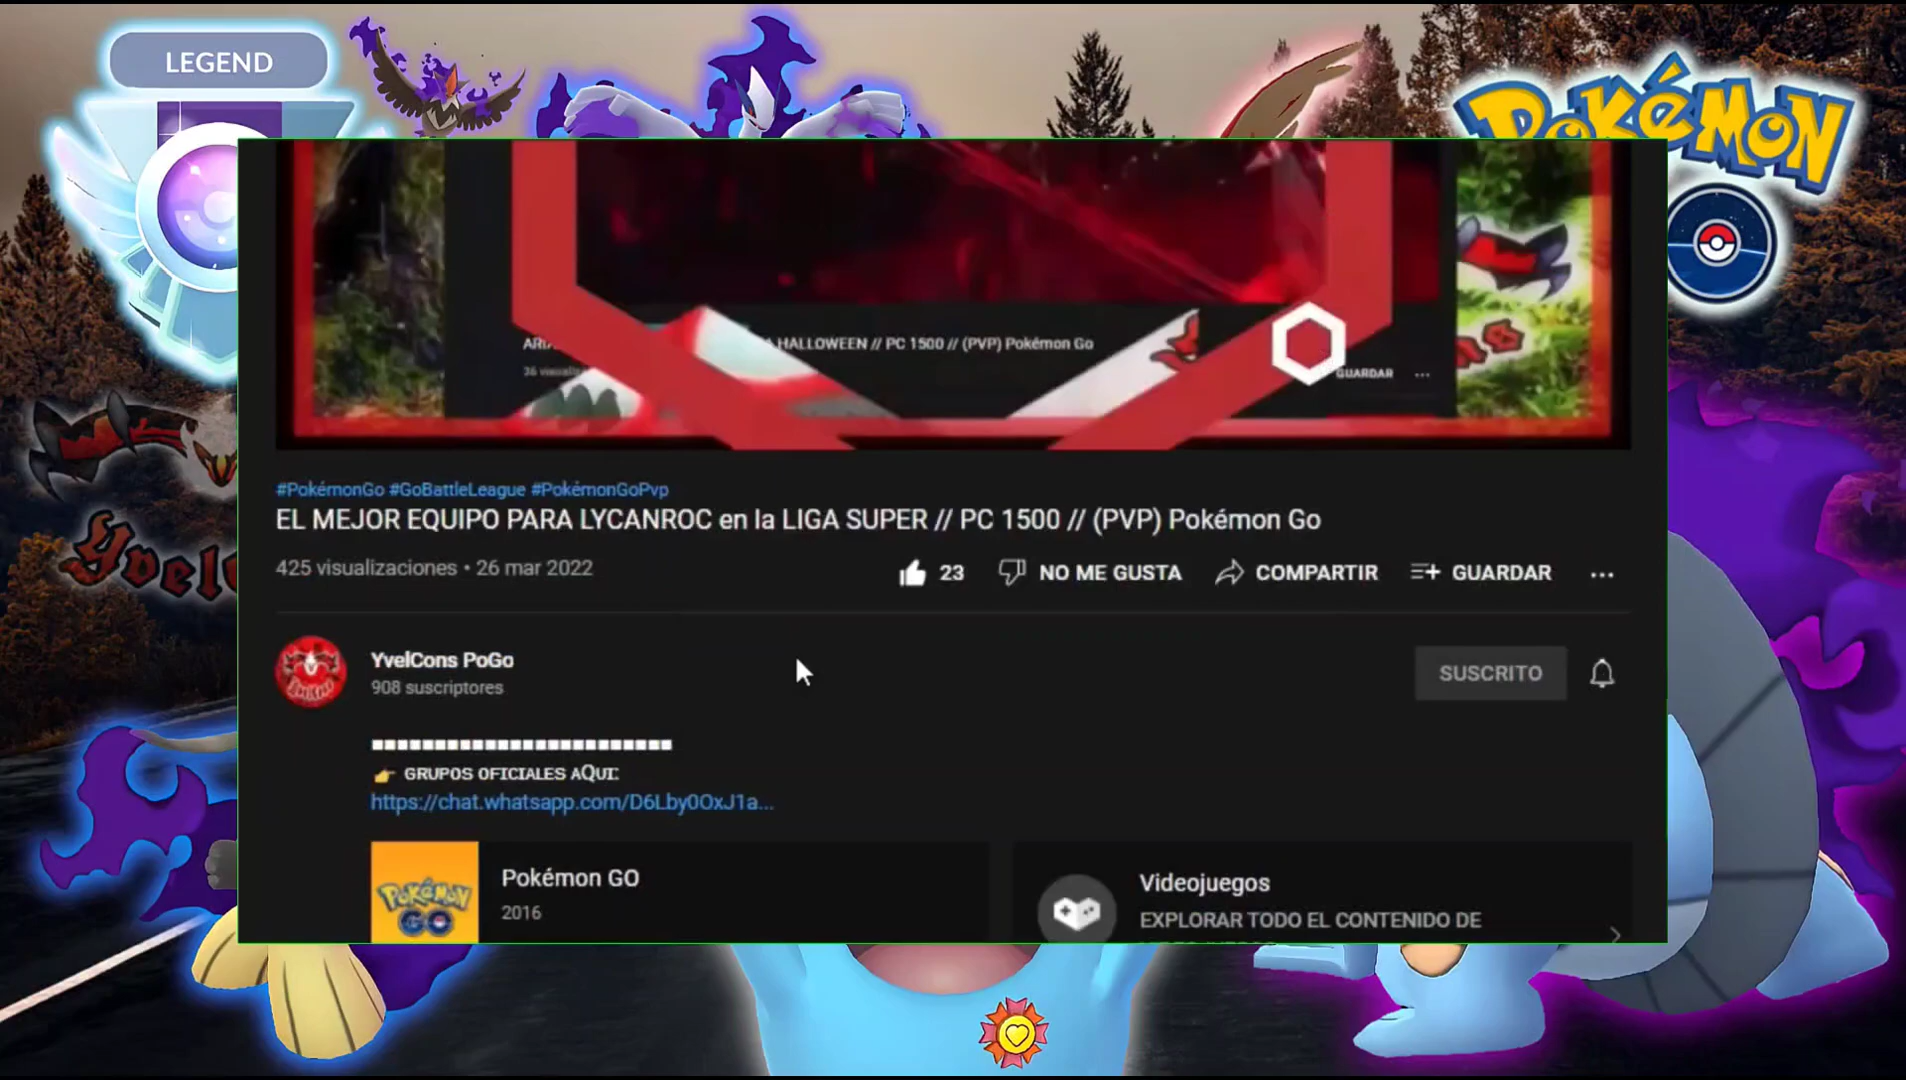 LEGEND
POKéMON
HALLOWEEN // PC 1500 // (PVP) Pokémon Go
GUARDAR ...
#PokémonGo #GoBattleLeague #PokémonGoPvp
EL MEJOR EQUIPO PARA LYCANROC en la LIGA SUPER // PC 1500 // (PVP) Pokémon Go
425 visualizaciones • 26 mar 2022
23 NO ME GUSTA COMPARTIR GUARDAR ...
YvelCons PoGo
908 suscriptores
SUSCRITO
GRUPOS OFICIALES AQUI:
https://chat.whatsapp.com/D6Lby0OxJ1a...
POKéMON
GO
Pokémon GO
2016
Videojuegos
EXPLORAR TODO EL CONTENIDO DE